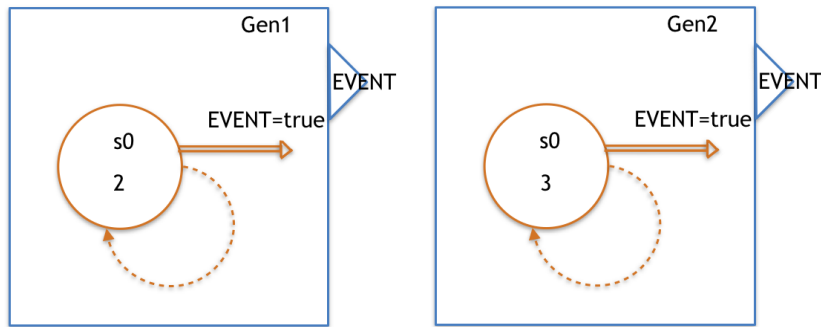 Gen1
EVENT
EVENT=true
s0
2
Gen2
EVENT
EVENT=true
s0
3